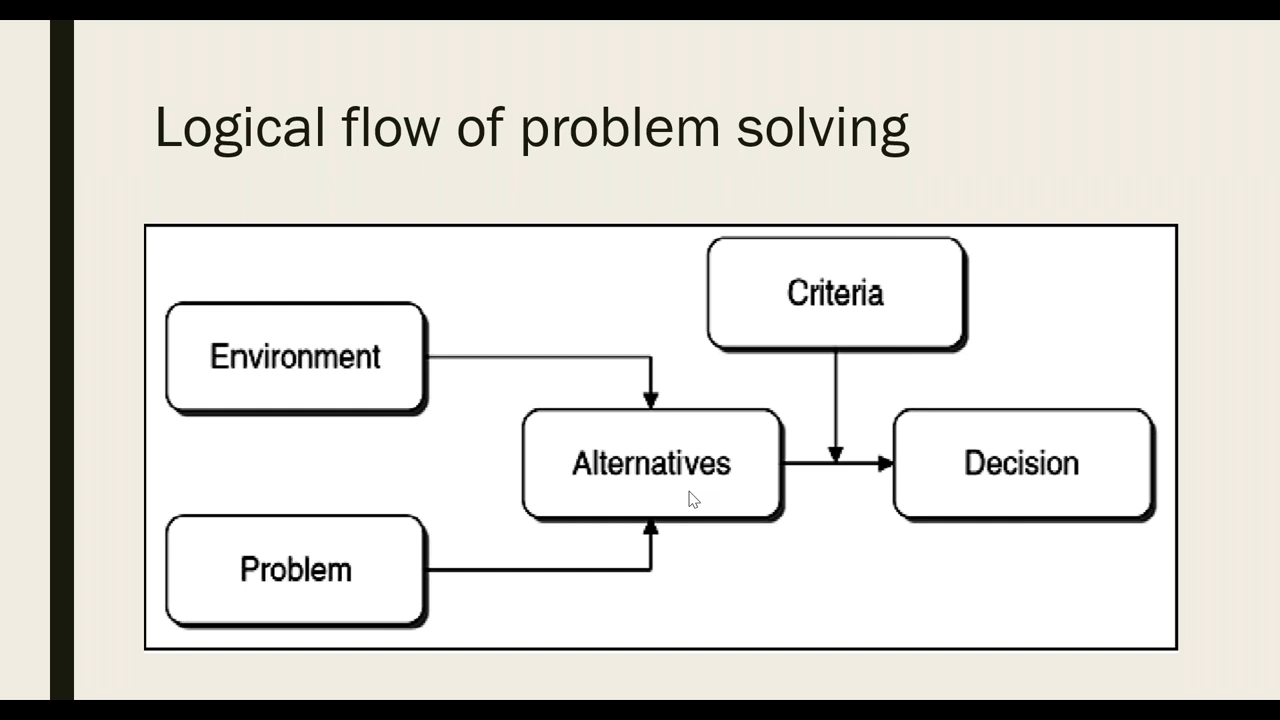 Logical flow of problem solving
Criteria
Environment
Alternatives
Decision
Problem